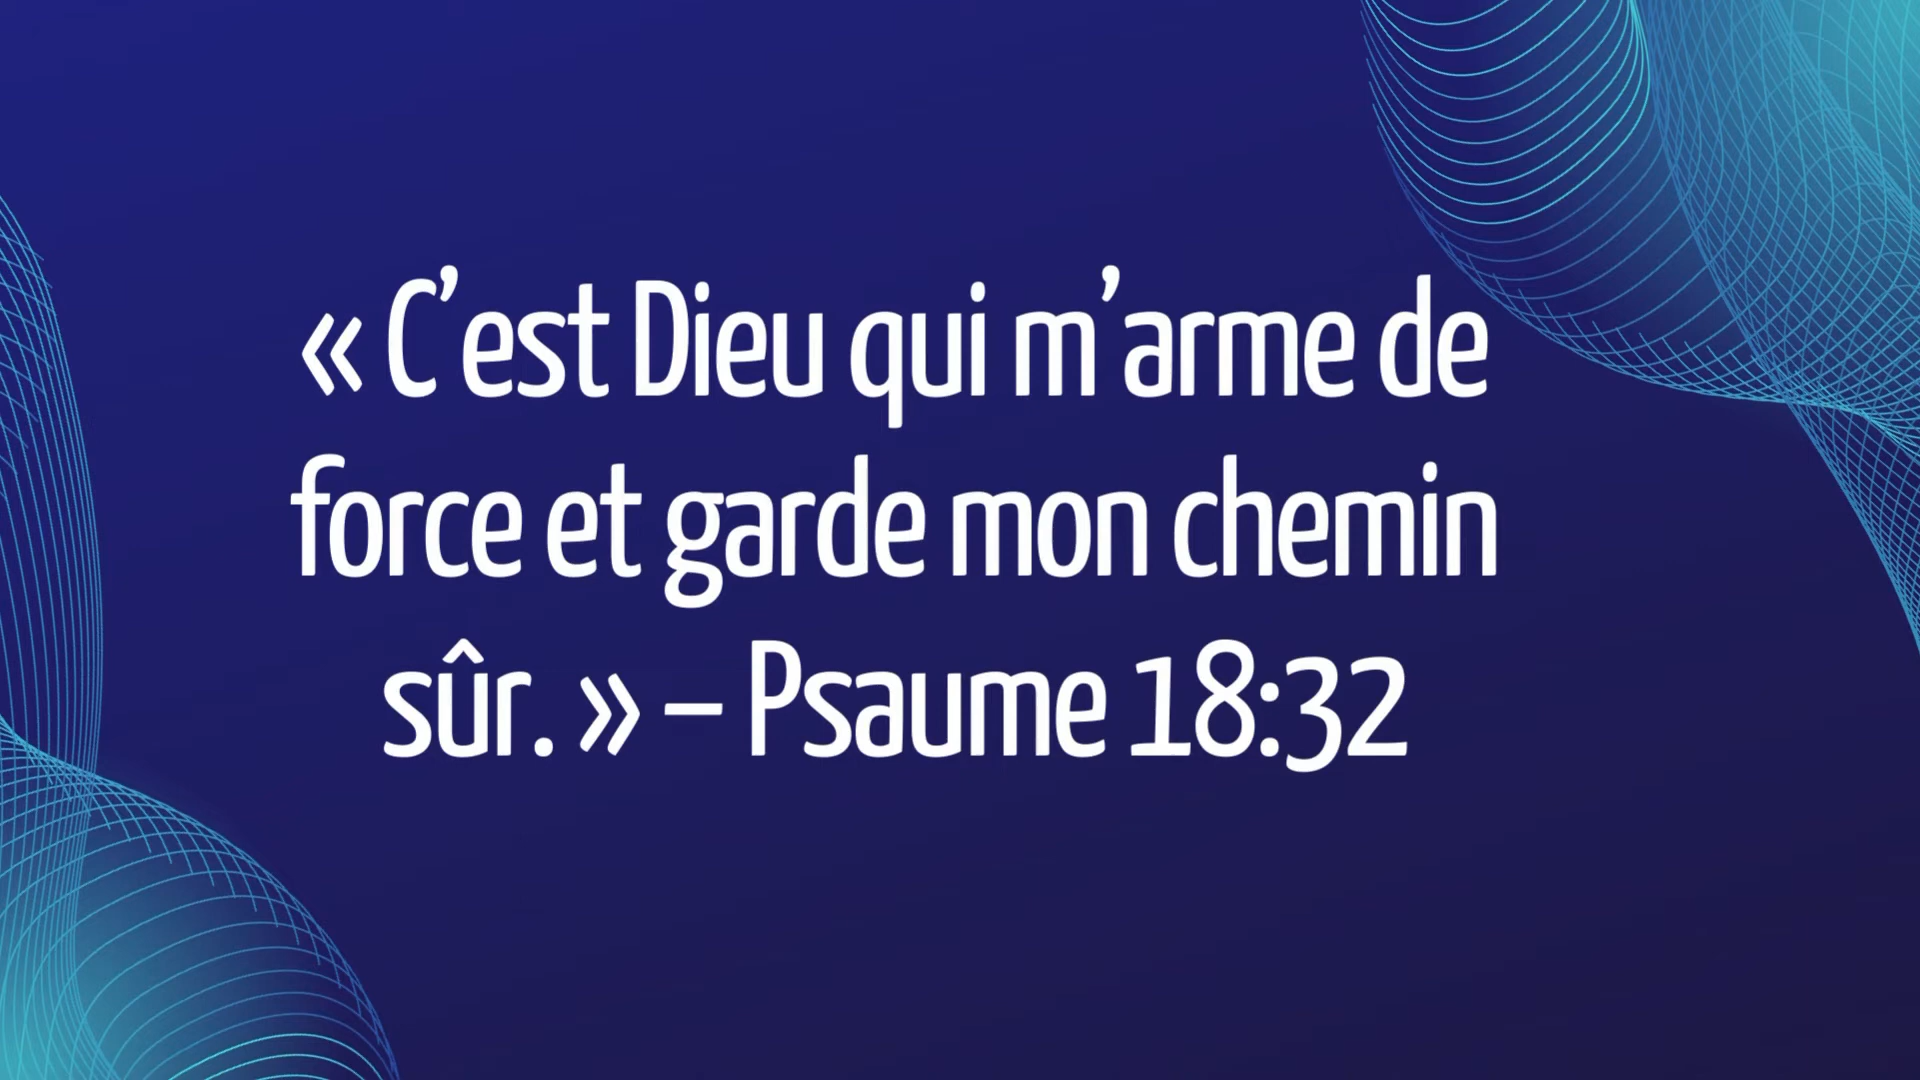 « C’est Dieu qui m’arme de
force et garde mon chemin
sûr. » – Psaume 18:32